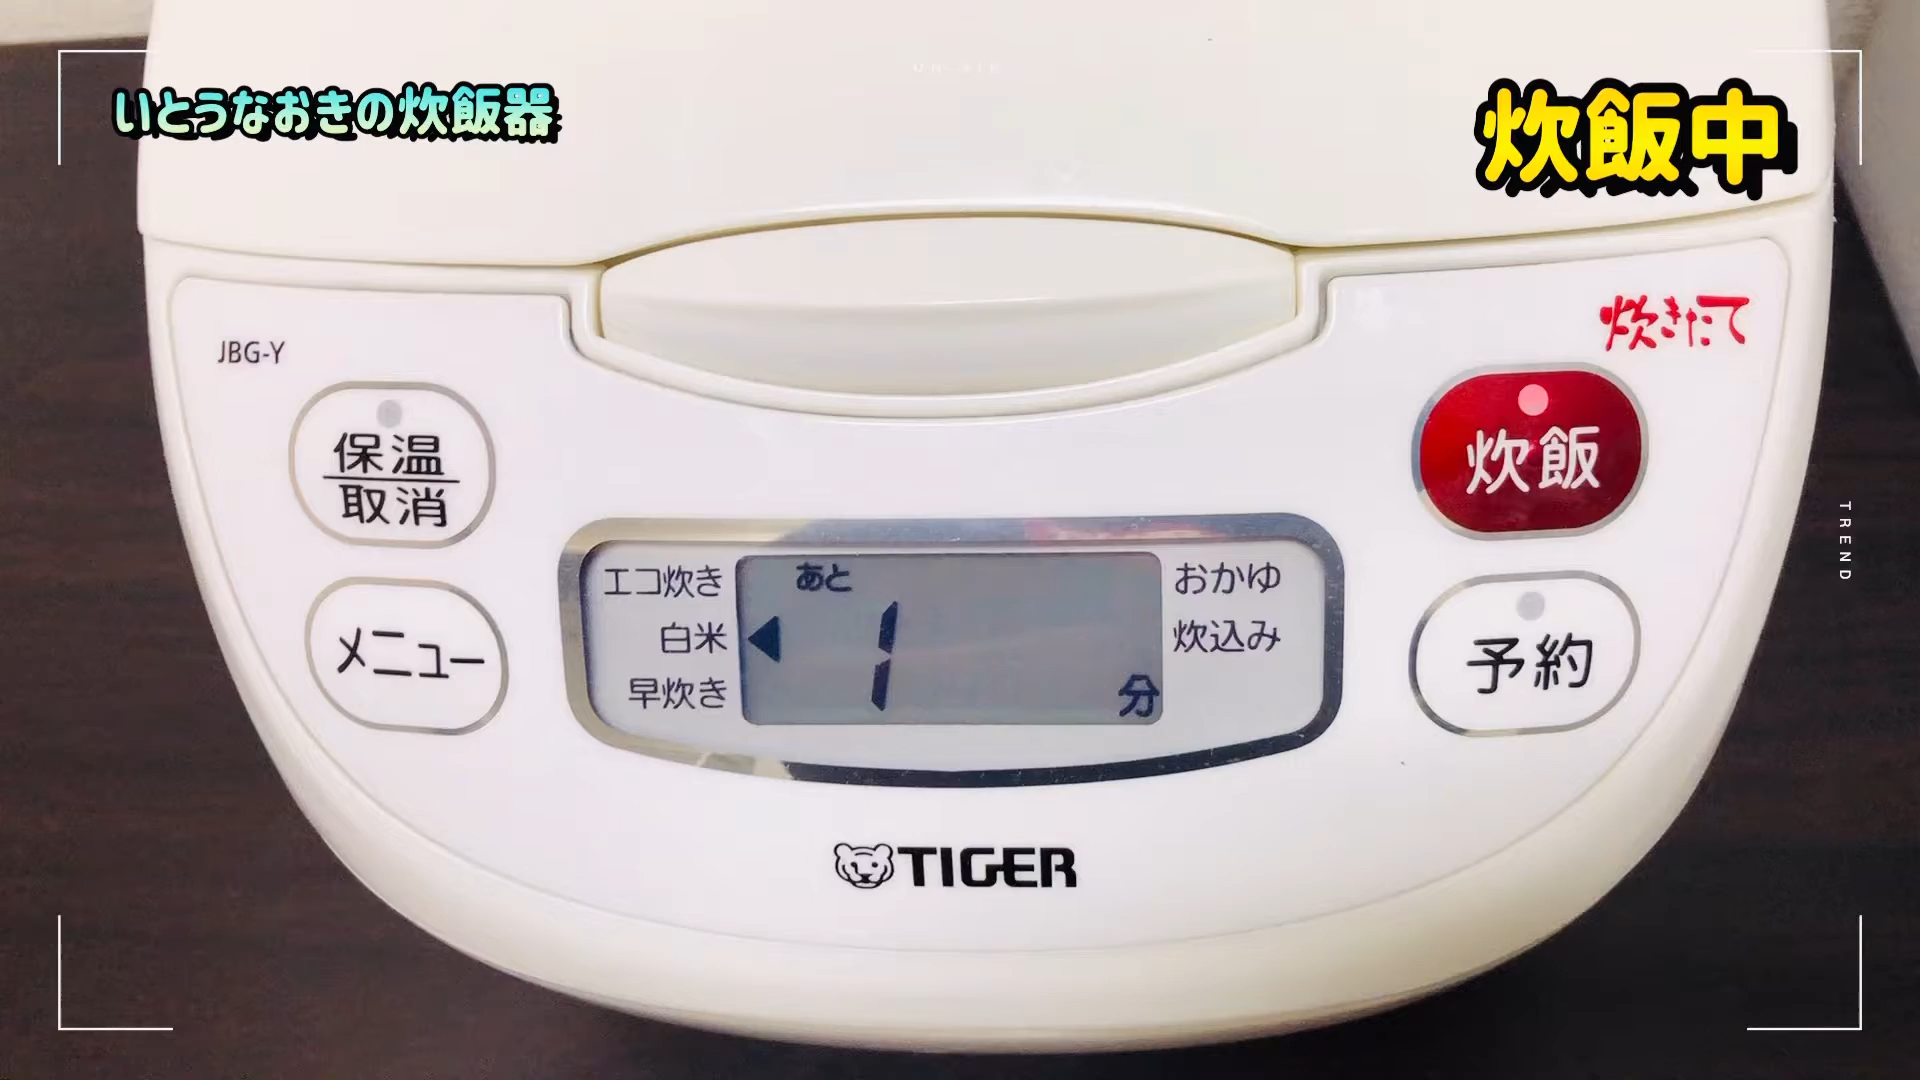 いとうなおきの炊飯器
炊飯中
炊きたて
JBG-Y
保温
取消
炊飯
エコ炊き
あと
おかゆ
白米
1
炊込み
早炊き
分
メニュー
予約
TREND
TIGER